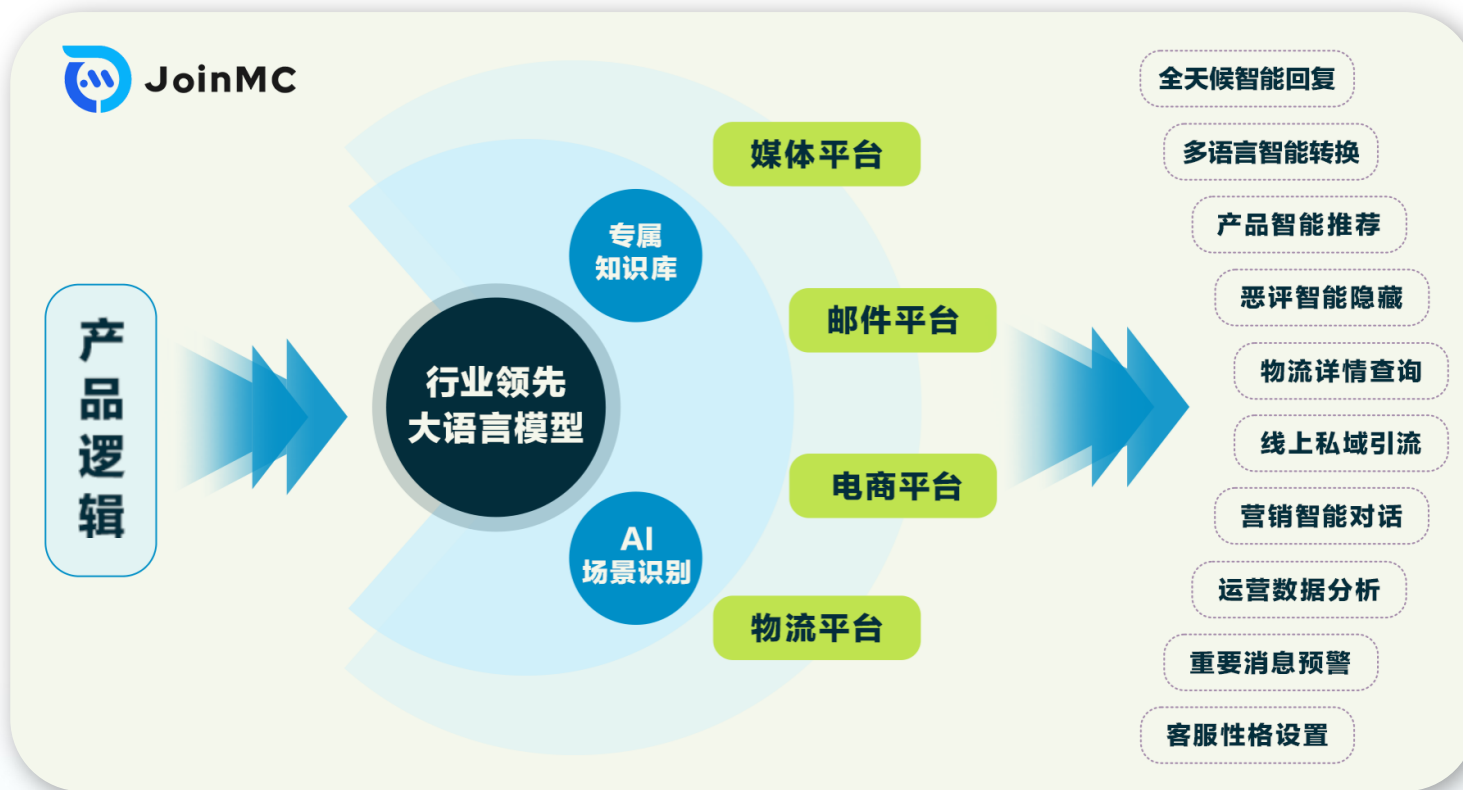 JoinMC
产
品
逻
辑
行业领先
大语言模型
专属
知识库
AI
场景识别
媒体平台
邮件平台
电商平台
物流平台
全天候智能回复
多语言智能转换
产品智能推荐
恶评智能隐藏
物流详情查询
线上私域引流
营销智能对话
运营数据分析
重要消息预警
客服性格设置